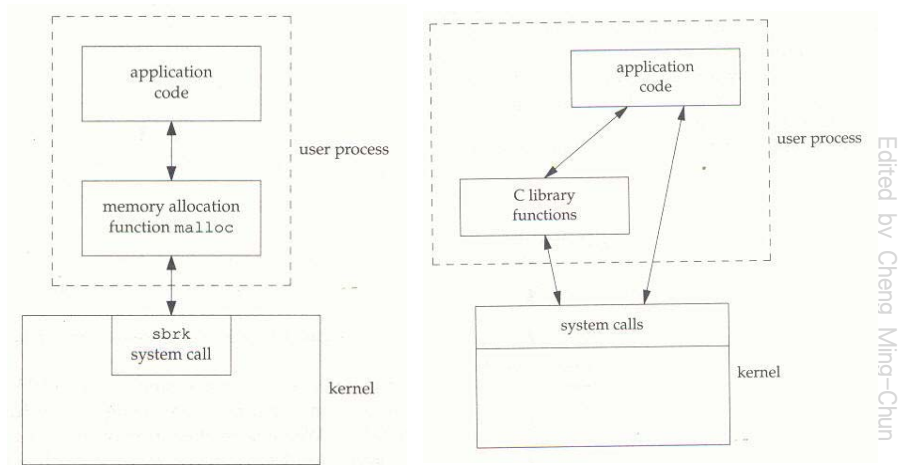 application
code
user process
memory allocation
function malloc
sbrk
system call
kernel
application
code
user process
C library
functions
system calls
kernel
Edited by Cheng Ming-Chun